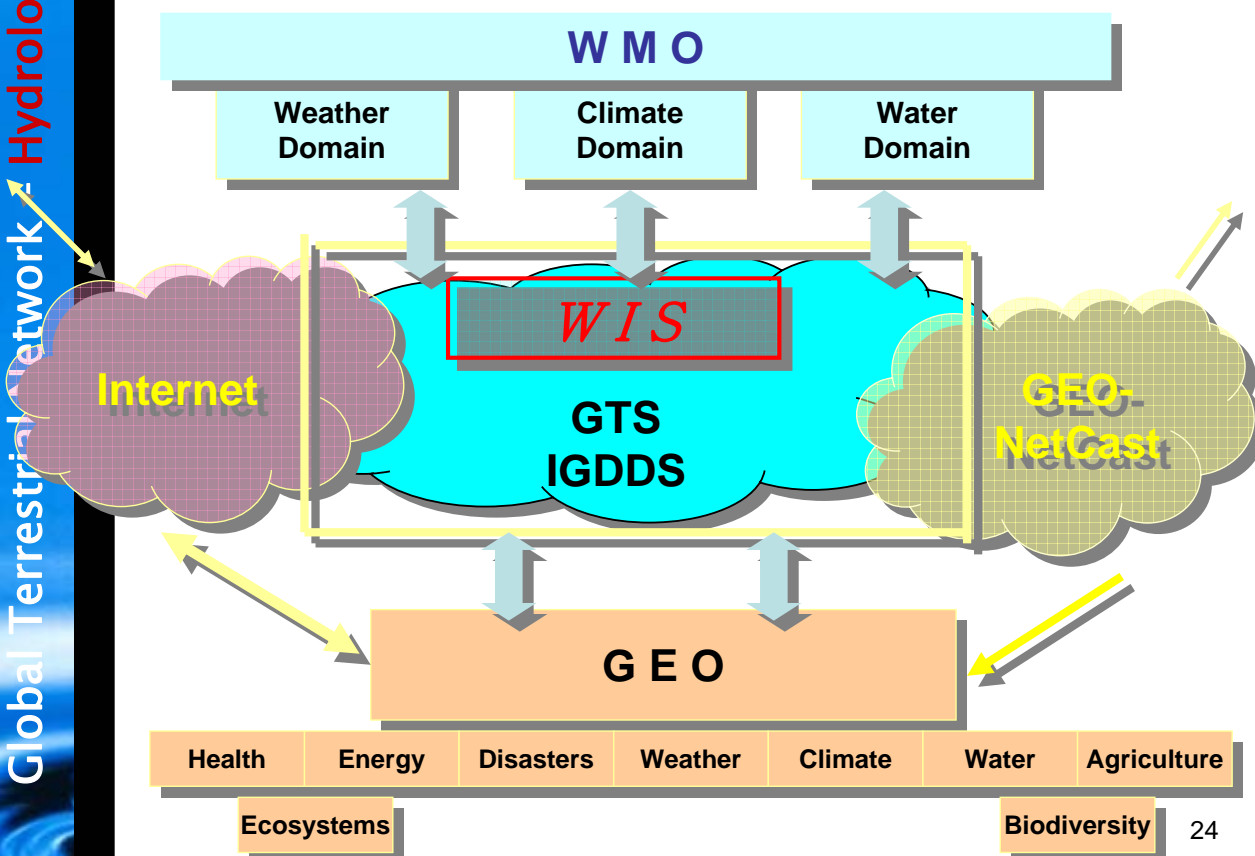 Global Terrestrial Network - Hydrolo
W M O
Weather
Domain
Climate
Domain
Water
Domain
WIS
Internet
GTS
IGDDS
GEO-
NetCast
G E O
Health
Energy
Disasters
Weather
Climate
Water
Agriculture
Ecosystems
Biodiversity
24